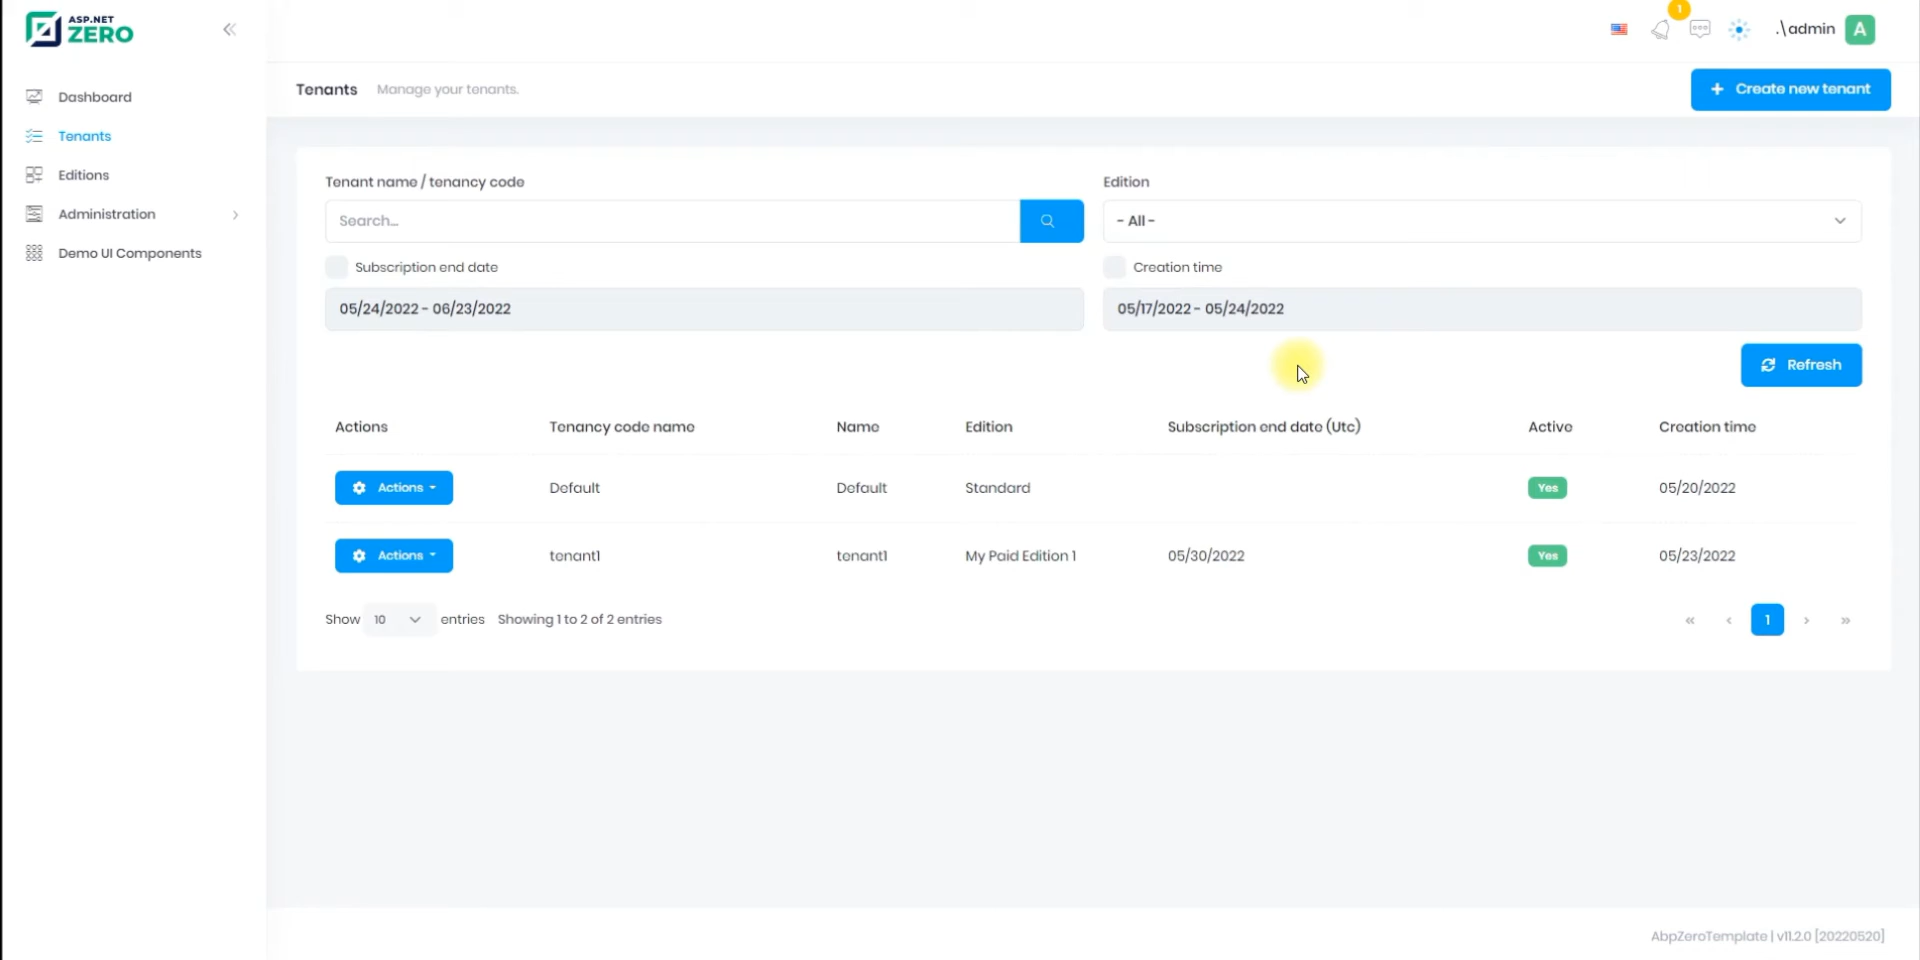 ASP.NET
ZERO
1
.\admin
A
Dashboard
Tenants
Editions
Administration
Demo UI Components
Tenants Manage your tenants.
+ Create new tenant
Tenant name / tenancy code
Search...
Edition
- All -
Subscription end date
05/24/2022 - 06/23/2022
Creation time
05/17/2022 - 05/24/2022
Refresh
Actions Tenancy code name Name Edition Subscription end date (Utc) Active Creation time
Actions Default Default Standard Yes 05/20/2022
Actions tenant1 tenant1 My Paid Edition 1 05/30/2022 Yes 05/23/2022
Show 10 entries Showing 1 to 2 of 2 entries
« ‹ 1 › »
AbpZeroTemplate | v11.2.0 [20220520]